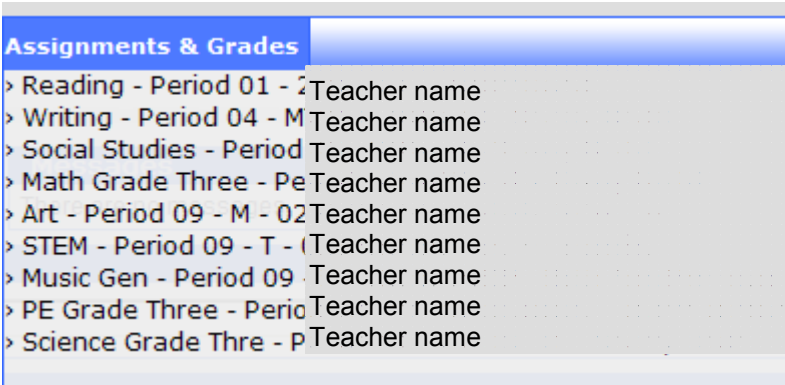 Assignments & Grades
› Reading - Period 01 - 2 Teacher name
› Writing - Period 04 - M Teacher name
› Social Studies - Period Teacher name
› Math Grade Three - Pe Teacher name
› Art - Period 09 - M - 02 Teacher name
› STEM - Period 09 - T - Teacher name
› Music Gen - Period 09 Teacher name
› PE Grade Three - Perio Teacher name
› Science Grade Thre - P Teacher name